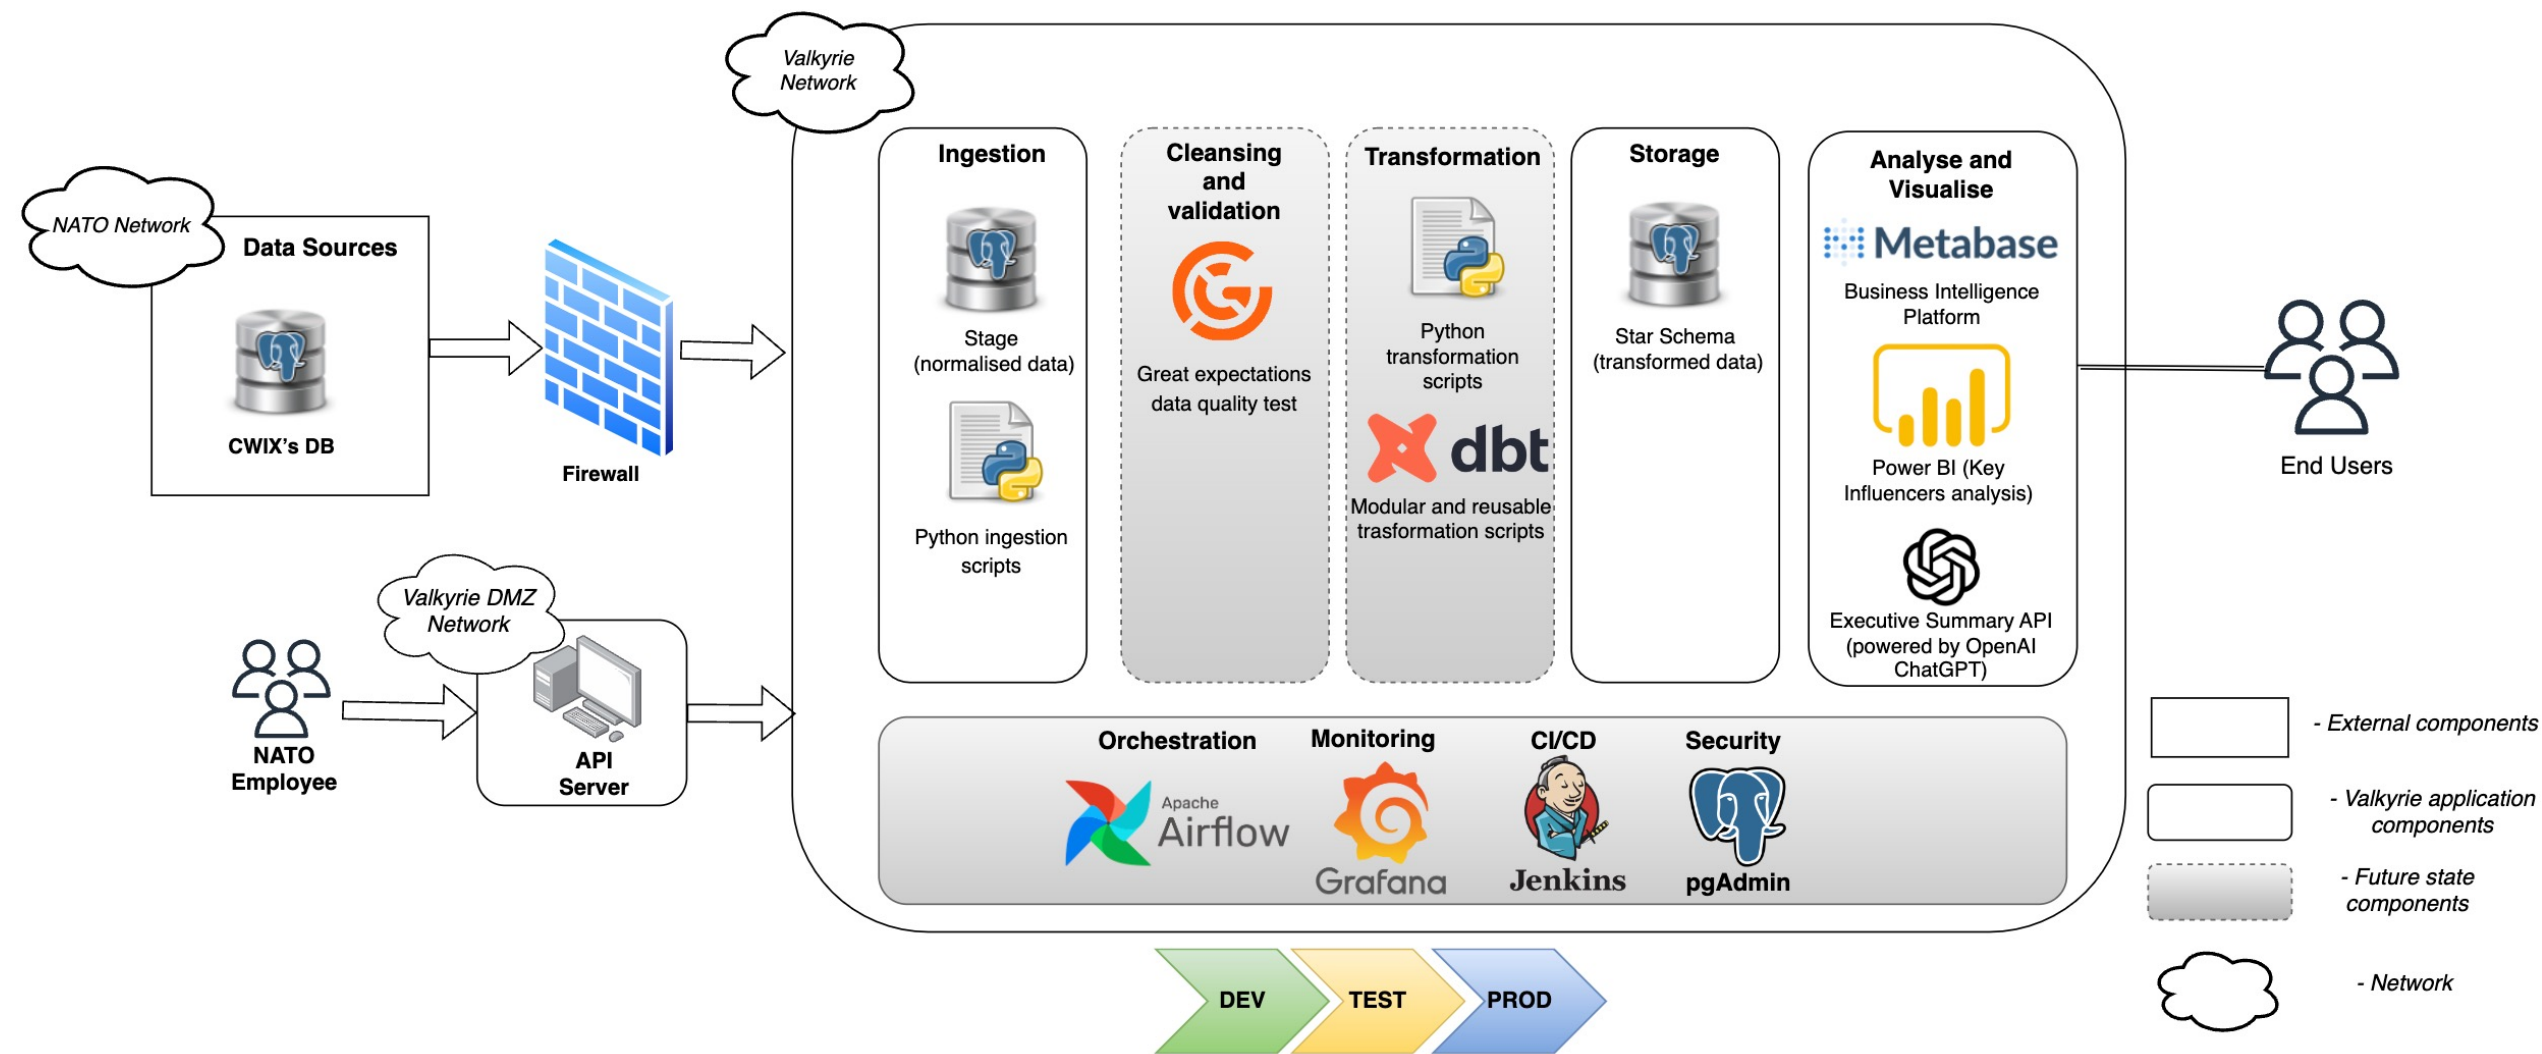 Valkyrie
Network
NATO Network
Data Sources
CWIX's DB
Firewall
Valkyrie DMZ
Network
NATO
Employee
API
Server
Ingestion
Stage
(normalised data)
Python ingestion
scripts
Cleansing
and
validation
Great expectations
data quality test
Transformation
Python
transformation
scripts
dbt
Modular and reusable
trasformation scripts
Storage
Star Schema
(transformed data)
Analyse and
Visualise
Metabase
Business Intelligence
Platform
Power BI (Key
Influencers analysis)
Executive Summary API
(powered by OpenAI
ChatGPT)
End Users
Orchestration
Apache
Airflow
Monitoring
Grafana
CI/CD
Jenkins
Security
pgAdmin
DEV
TEST
PROD
- External components
- Valkyrie application
components
- Future state
components
- Network